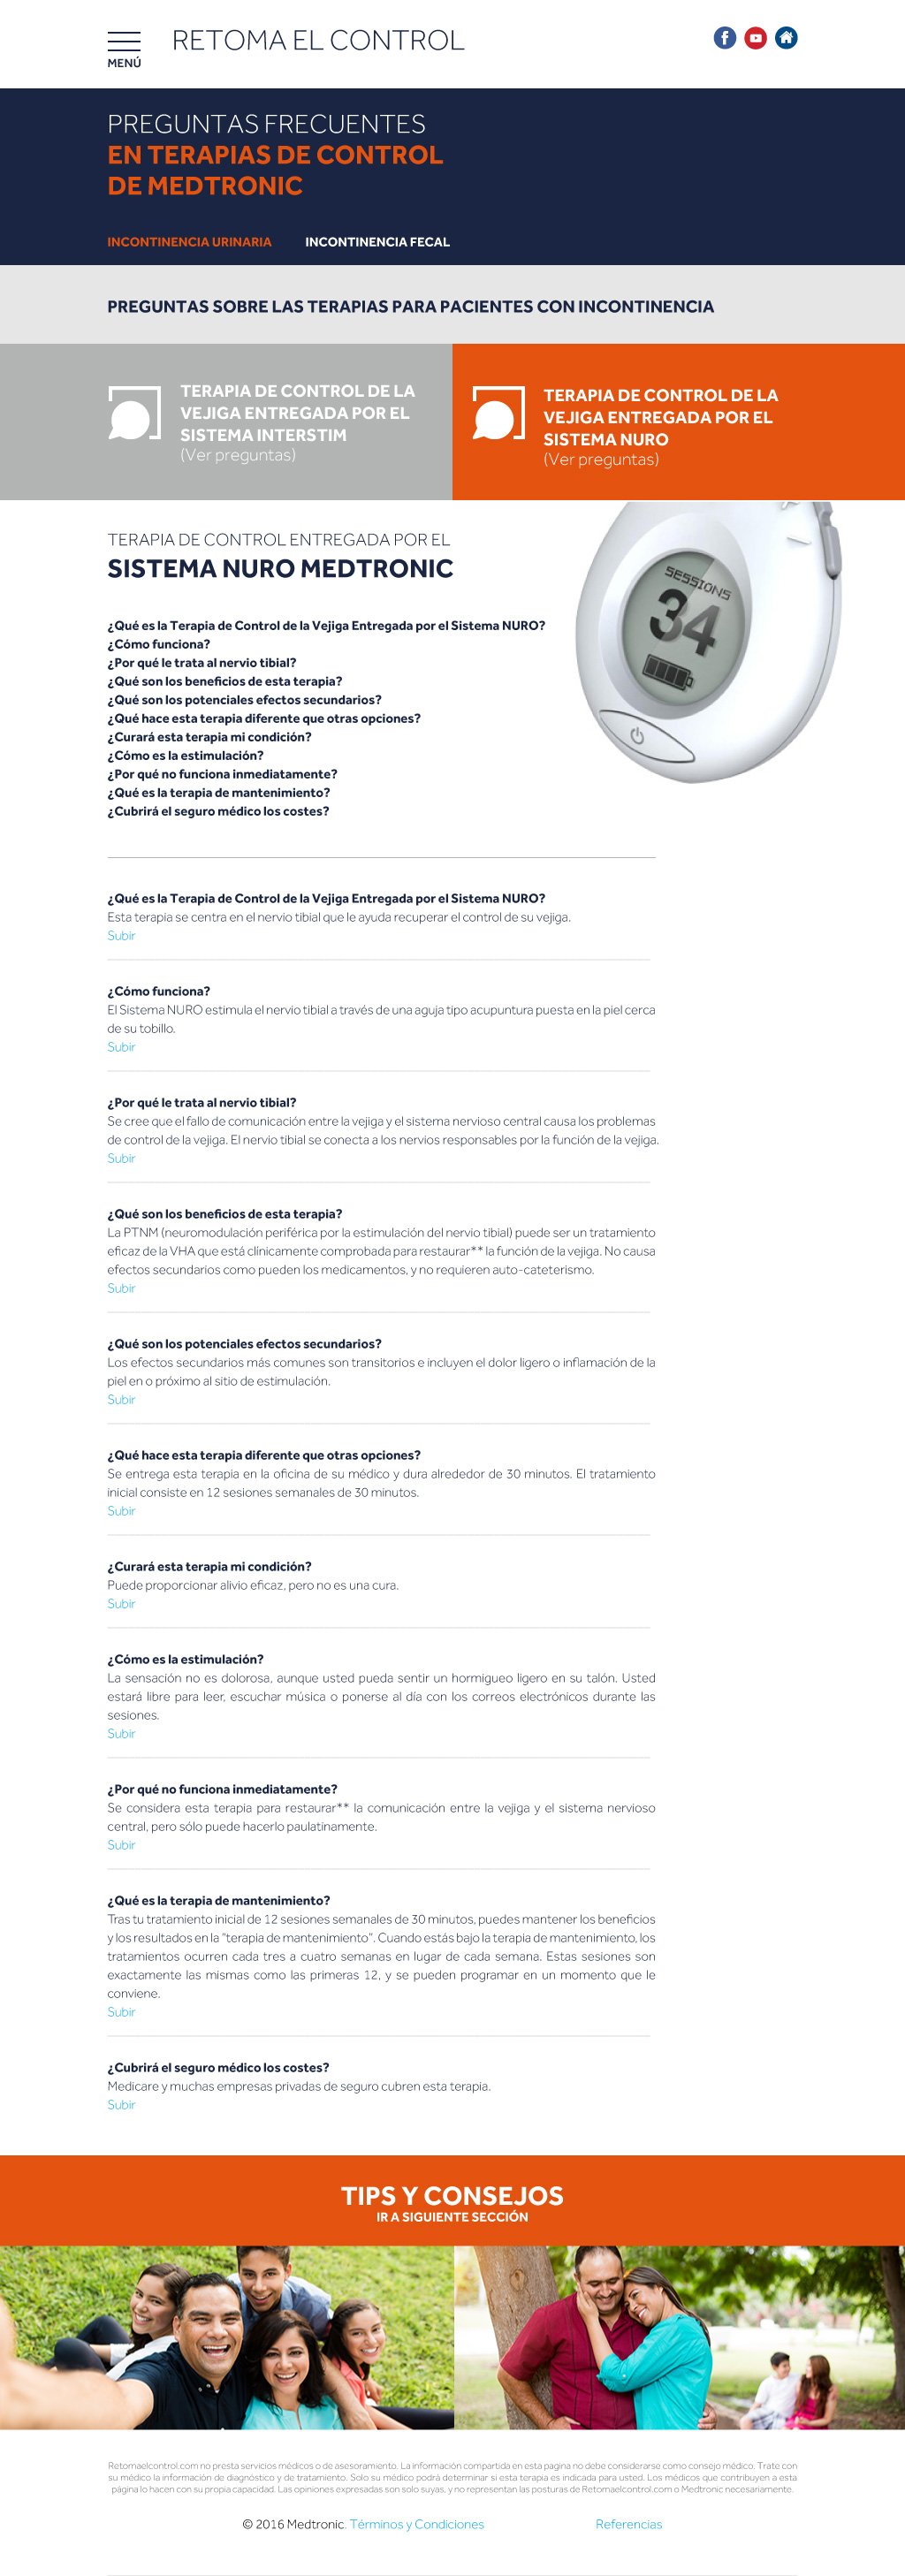 RETOMA EL CONTROL
MENÚ
PREGUNTAS FRECUENTES
EN TERAPIAS DE CONTROL
DE MEDTRONIC
INCONTINENCIA URINARIA INCONTINENCIA FECAL
PREGUNTAS SOBRE LAS TERAPIAS PARA PACIENTES CON INCONTINENCIA
TERAPIA DE CONTROL DE LA
VEJIGA ENTREGADA POR EL
SISTEMA INTERSTIM
(Ver preguntas)
TERAPIA DE CONTROL DE LA
VEJIGA ENTREGADA POR EL
SISTEMA NURO
(Ver preguntas)
TERAPIA DE CONTROL ENTREGADA POR EL
SISTEMA NURO MEDTRONIC
SESSIONS
34
¿Qué es la Terapia de Control de la Vejiga Entregada por el Sistema NURO?
¿Cómo funciona?
¿Por qué le trata al nervio tibial?
¿Qué son los beneficios de esta terapia?
¿Qué son los potenciales efectos secundarios?
¿Qué hace esta terapia diferente que otras opciones?
¿Curará esta terapia mi condición?
¿Cómo es la estimulación?
¿Por qué no funciona inmediatamente?
¿Qué es la terapia de mantenimiento?
¿Cubrirá el seguro médico los costes?
¿Qué es la Terapia de Control de la Vejiga Entregada por el Sistema NURO?
Esta terapia se centra en el nervio tibial que le ayuda recuperar el control de su vejiga.
Subir
¿Cómo funciona?
El Sistema NURO estimula el nervio tibial a través de una aguja tipo acupuntura puesta en la piel cerca
de su tobillo.
Subir
¿Por qué le trata al nervio tibial?
Se cree que el fallo de comunicación entre la vejiga y el sistema nervioso central causa los problemas
de control de la vejiga. El nervio tibial se conecta a los nervios responsables por la función de la vejiga.
Subir
¿Qué son los beneficios de esta terapia?
La PTNM (neuromodulación periférica por la estimulación del nervio tibial) puede ser un tratamiento
eficaz de la VHA que está clínicamente comprobada para restaurar** la función de la vejiga. No causa
efectos secundarios como pueden los medicamentos, y no requieren auto-cateterismo.
Subir
¿Qué son los potenciales efectos secundarios?
Los efectos secundarios más comunes son transitorios e incluyen el dolor ligero o inflamación de la
piel en o próximo al sitio de estimulación.
Subir
¿Qué hace esta terapia diferente que otras opciones?
Se entrega esta terapia en la oficina de su médico y dura alrededor de 30 minutos. El tratamiento
inicial consiste en 12 sesiones semanales de 30 minutos.
Subir
¿Curará esta terapia mi condición?
Puede proporcionar alivio eficaz, pero no es una cura.
Subir
¿Cómo es la estimulación?
La sensación no es dolorosa, aunque usted pueda sentir un hormigueo ligero en su talón. Usted
estará libre para leer, escuchar música o ponerse al día con los correos electrónicos durante las
sesiones.
Subir
¿Por qué no funciona inmediatamente?
Se considera esta terapia para restaurar** la comunicación entre la vejiga y el sistema nervioso
central, pero sólo puede hacerlo paulatinamente.
Subir
¿Qué es la terapia de mantenimiento?
Tras tu tratamiento inicial de 12 sesiones semanales de 30 minutos, puedes mantener los beneficios
y los resultados en la "terapia de mantenimiento". Cuando estás bajo la terapia de mantenimiento, los
tratamientos ocurren cada tres a cuatro semanas en lugar de cada semana. Estas sesiones son
exactamente las mismas como las primeras 12, y se pueden programar en un momento que le
conviene.
Subir
¿Cubrirá el seguro médico los costes?
Medicare y muchas empresas privadas de seguro cubren esta terapia.
Subir
TIPS Y CONSEJOS
IR A SIGUIENTE SECCIÓN
Retomaelcontrol.com no presta servicios médicos o de asesoramiento. La información compartida en esta pagina no debe considerarse como consejo médico. Trate con
su médico la información de diagnóstico y de tratamiento. Solo su médico podrá determinar si esta terapia es indicada para usted. Los médicos que contribuyen a esta
página lo hacen con su propia capacidad. Las opiniones expresadas son solo suyas, y no representan las posturas de Retomaelcontrol.com o Medtronic necesariamente.
© 2016 Medtronic. Términos y Condiciones Referencias